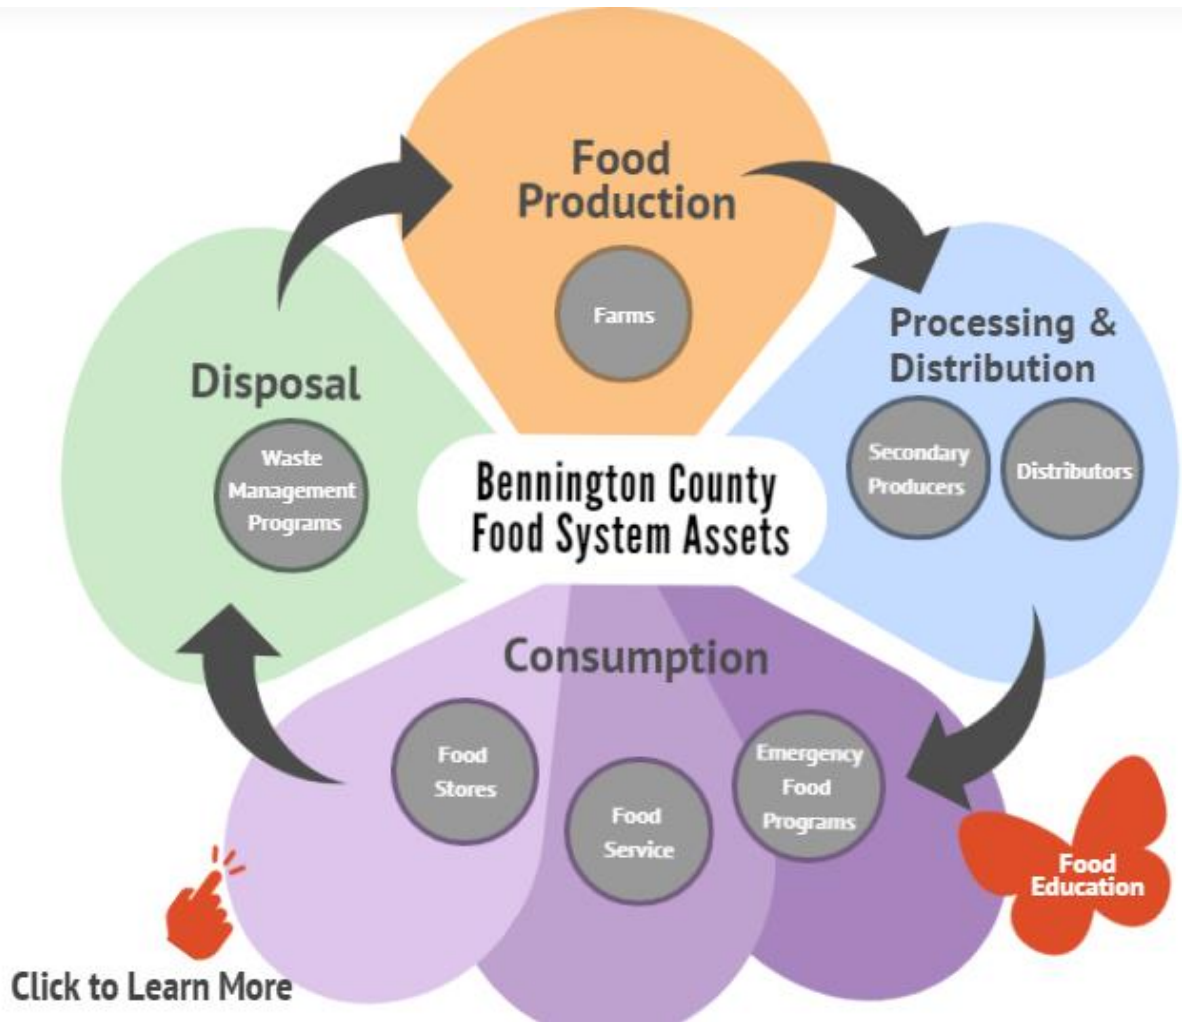 Food
Production
Farms
Processing &
Distribution
Secondary
Producers
Distributors
Disposal
Waste
Management
Programs
Bennington County
Food System Assets
Consumption
Food
Stores
Food
Service
Emergency
Food
Programs
Food
Education
Click to Learn More